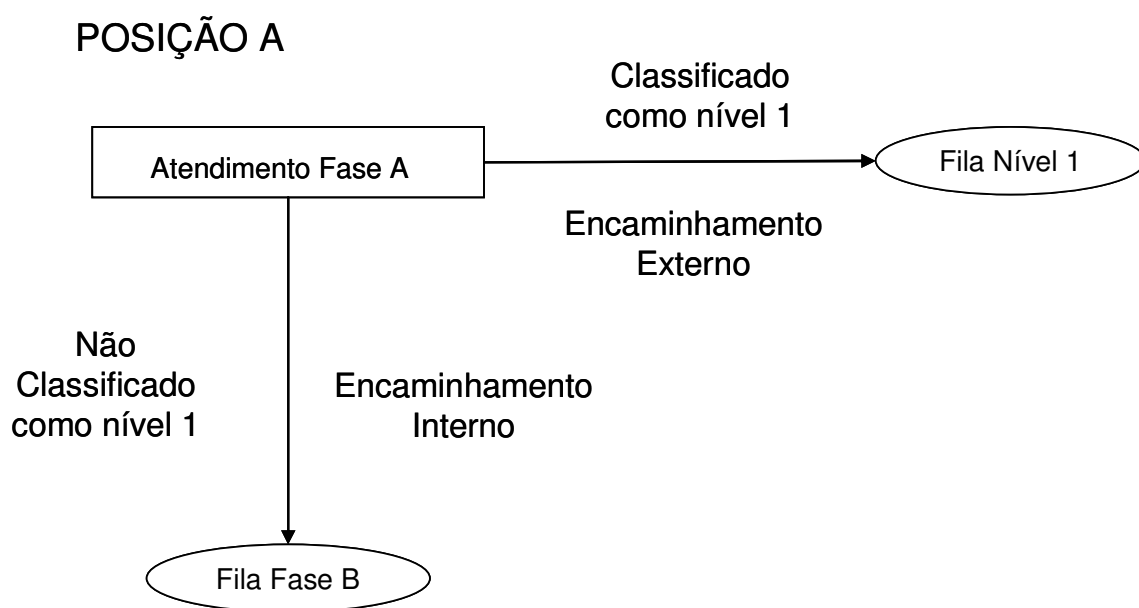 POSIÇÃO A
Classificado
como nível 1
Atendimento Fase A
Fila Nível 1
Encaminhamento
Externo
Não
Classificado
como nível 1
Encaminhamento
Interno
Fila Fase B